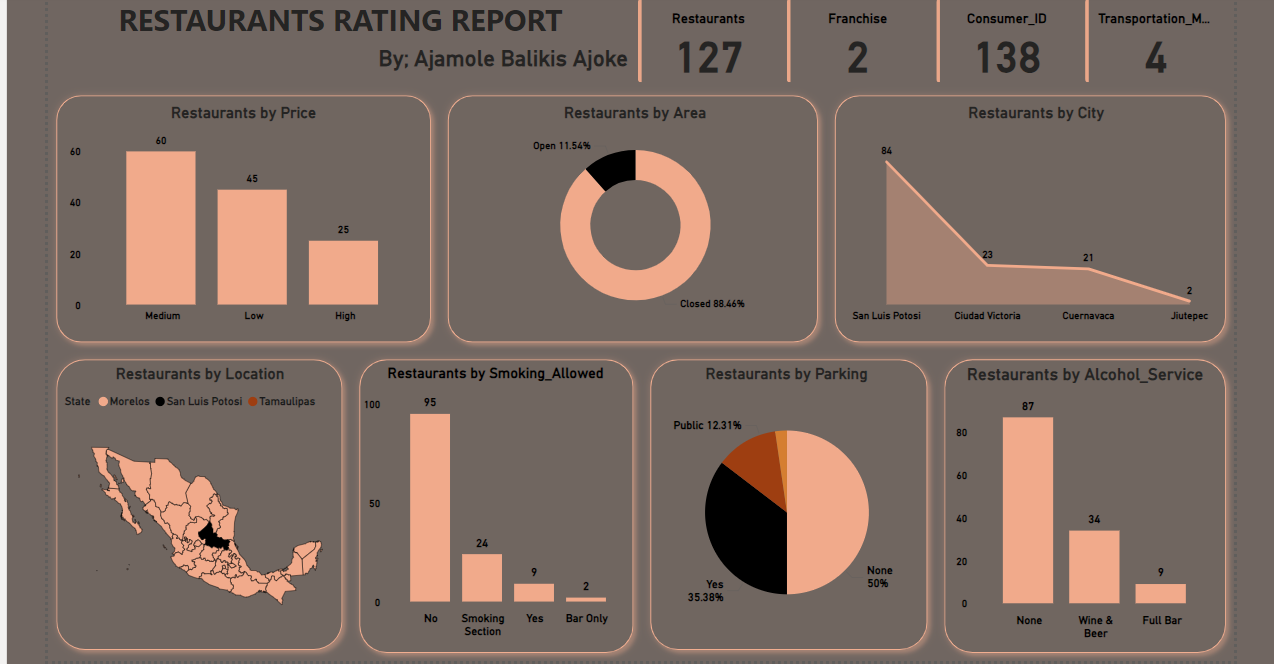 RESTAURANTS RATING REPORT
By; Ajamole Balikis Ajoke
Restaurants
127
Franchise
2
Consumer_ID
138
Transportation_M...
4
Restaurants by Price
60
40
20
0
60
45
25
Medium
Low
High
Restaurants by Area
Open 11.54%
Closed 88.46%
Restaurants by City
84
23
21
2
San Luis Potosi
Ciudad Victoria
Cuernavaca
Jiutepec
Restaurants by Location
State
Morelos
San Luis Potosi
Tamaulipas
Restaurants by Smoking_Allowed
100
50
0
95
24
9
2
No
Smoking
Section
Yes
Bar Only
Restaurants by Parking
Public 12.31%
Yes
35.38%
None
50%
Restaurants by Alcohol_Service
80
60
40
20
0
87
34
9
None
Wine &
Beer
Full Bar